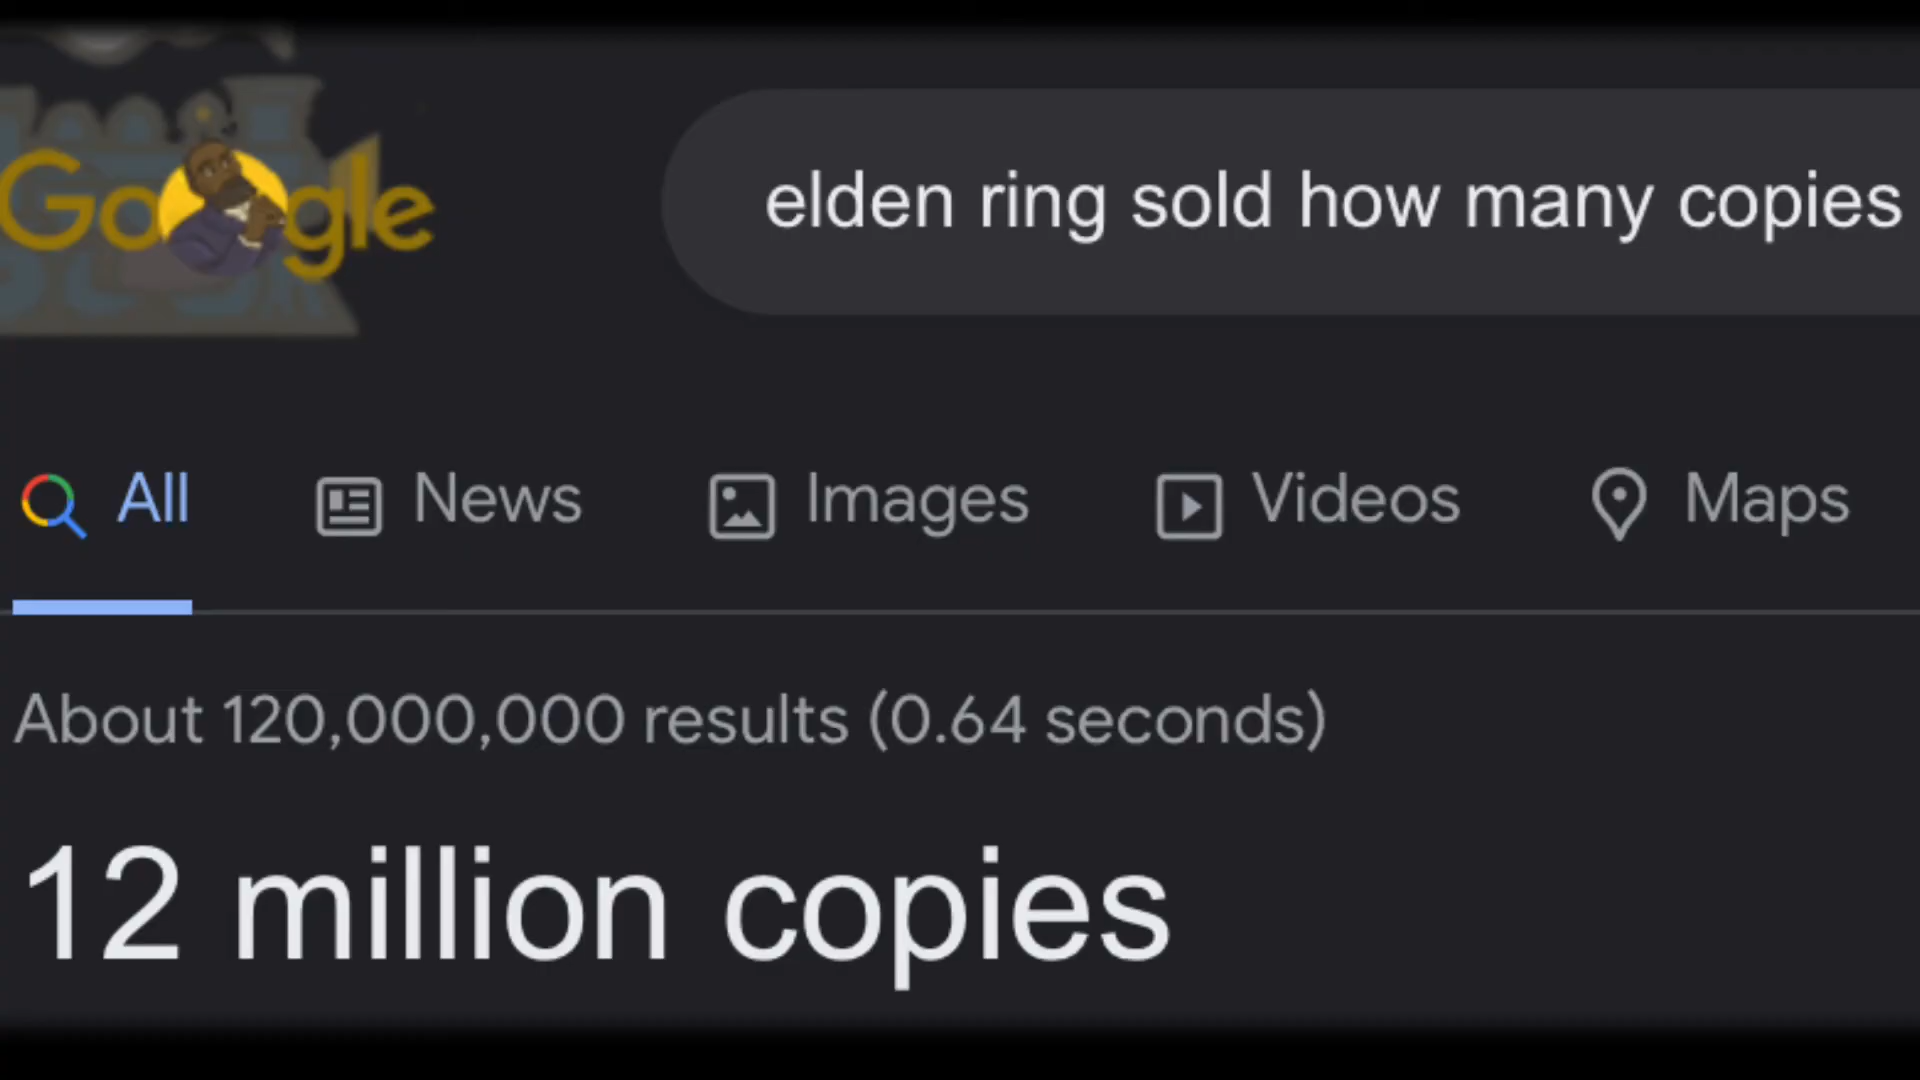 Google
elden ring sold how many copies
All News Images Videos Maps
About 120,000,000 results (0.64 seconds)
12 million copies